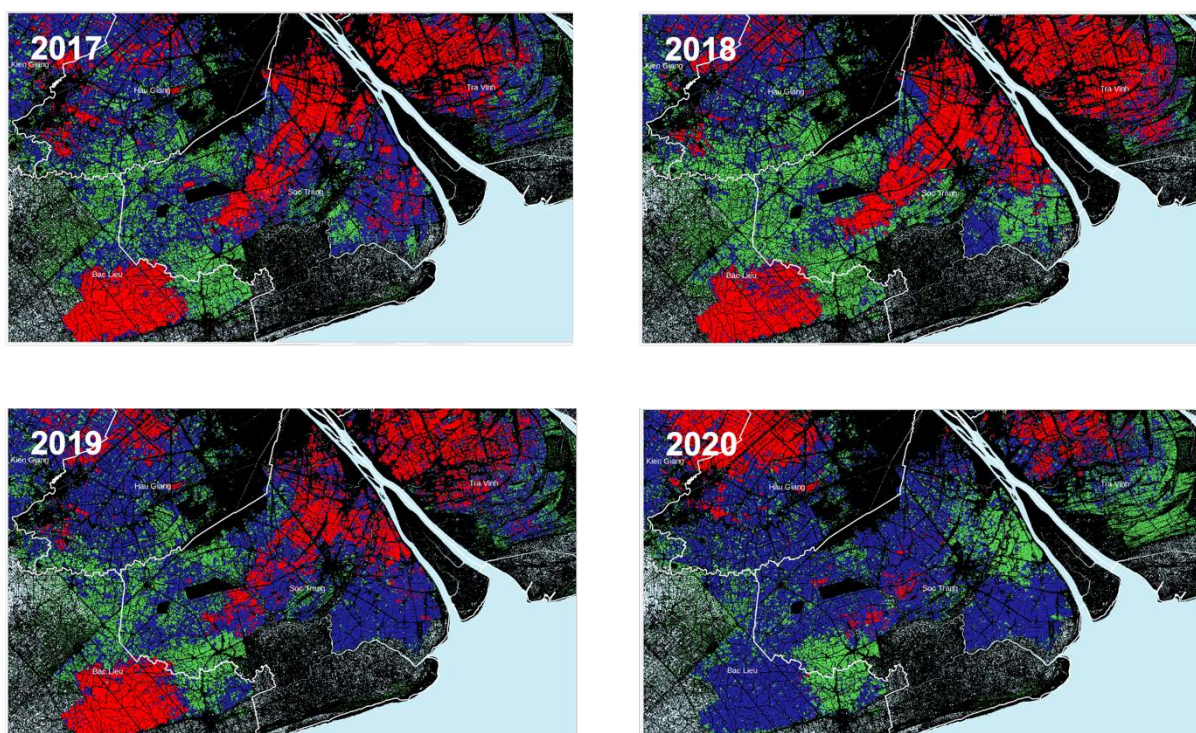 2017
Kien Giang
Hau Giang
Tra Vinh
Soc Trang
Bac Lieu
2018
Kien Giang
Hau Giang
Tra Vinh
Soc Trang
Bac Lieu
2019
Kien Giang
Hau Giang
Tra Vinh
Soc Trang
Bac Lieu
2020
Kien Giang
Hau Giang
Tra Vinh
Soc Trang
Bac Lieu